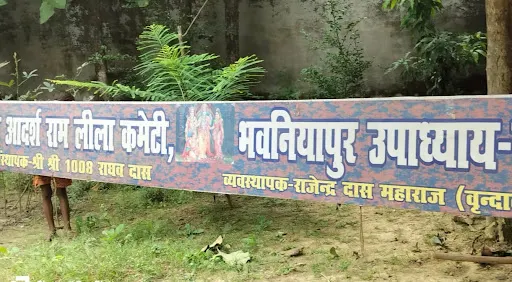 आदर्श राम लीला कमेटी, भवनियापुर उपाध्याय-
स्थापक-श्री श्री 1008 राघव दास व्यवस्थापक-राजेन्द्र दास महाराज (वृन्दा